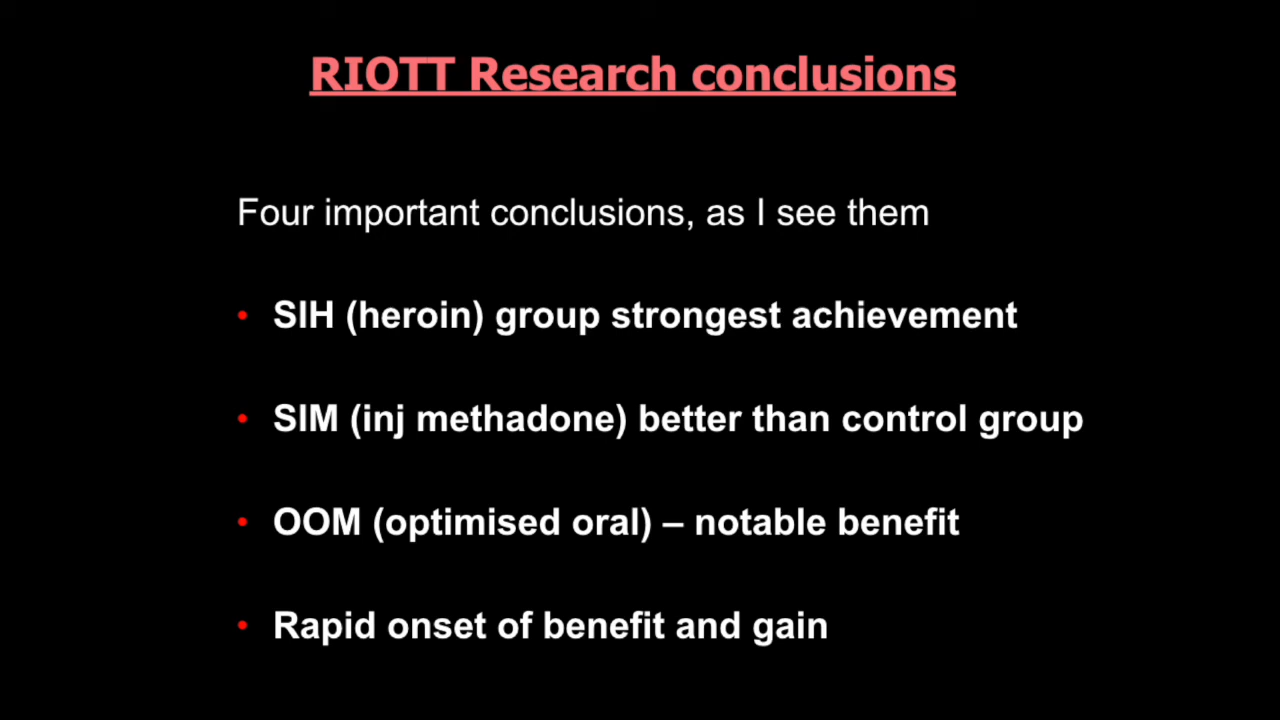 RIOTT Research conclusions
Four important conclusions, as I see them
• SIH (heroin) group strongest achievement
• SIM (inj methadone) better than control group
• OOM (optimised oral) – notable benefit
• Rapid onset of benefit and gain